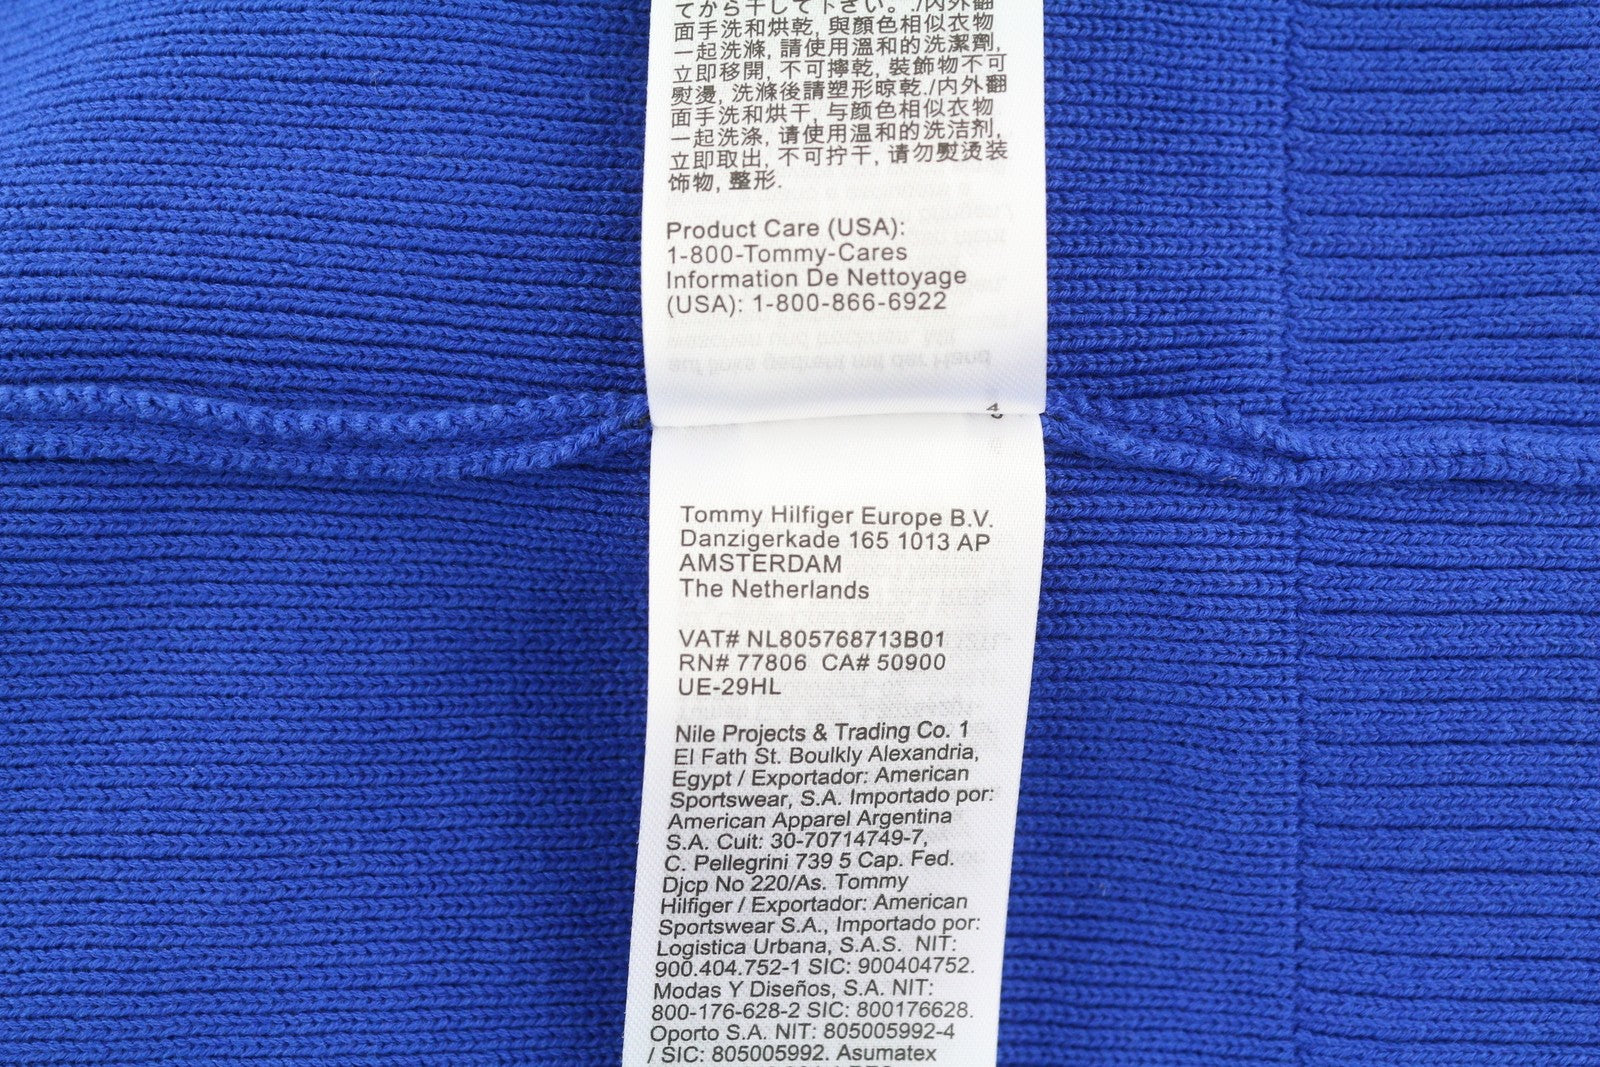 てから干して下さい。./内外翻
面手洗和烘乾, 與顏色相似衣物
一起洗滌, 請使用溫和的洗潔劑,
立即移開, 不可擰乾, 裝飾物不可
熨燙, 洗滌後請塑形晾乾./内外翻
面手洗和烘干, 与颜色相似衣物
一起洗涤, 请使用温和的洗洁剂,
立即取出, 不可拧干, 请勿熨烫装
饰物, 整形.
Product Care (USA):
1-800-Tommy-Cares
Information De Nettoyage
(USA): 1-800-866-6922
Tommy Hilfiger Europe B.V.
Danzigerkade 165 1013 AP
AMSTERDAM
The Netherlands
VAT# NL805768713B01
RN# 77806 CA# 50900
UE-29HL
Nile Projects & Trading Co. 1
El Fath St. Boulkly Alexandria,
Egypt / Exportador: American
Sportswear, S.A. Importado por:
American Apparel Argentina
S.A. Cuit: 30-70714749-7,
C. Pellegrini 739 5 Cap. Fed.
Djcp No 220/As. Tommy
Hilfiger / Exportador: American
Sportswear S.A., Importado por:
Logistica Urbana, S.A.S. NIT:
900.404.752-1 SIC: 900404752.
Modas Y Diseños, S.A. NIT:
800-176-628-2 SIC: 800176628.
Oporto S.A. NIT: 805005992-4
/ SIC: 805005992. Asumatex